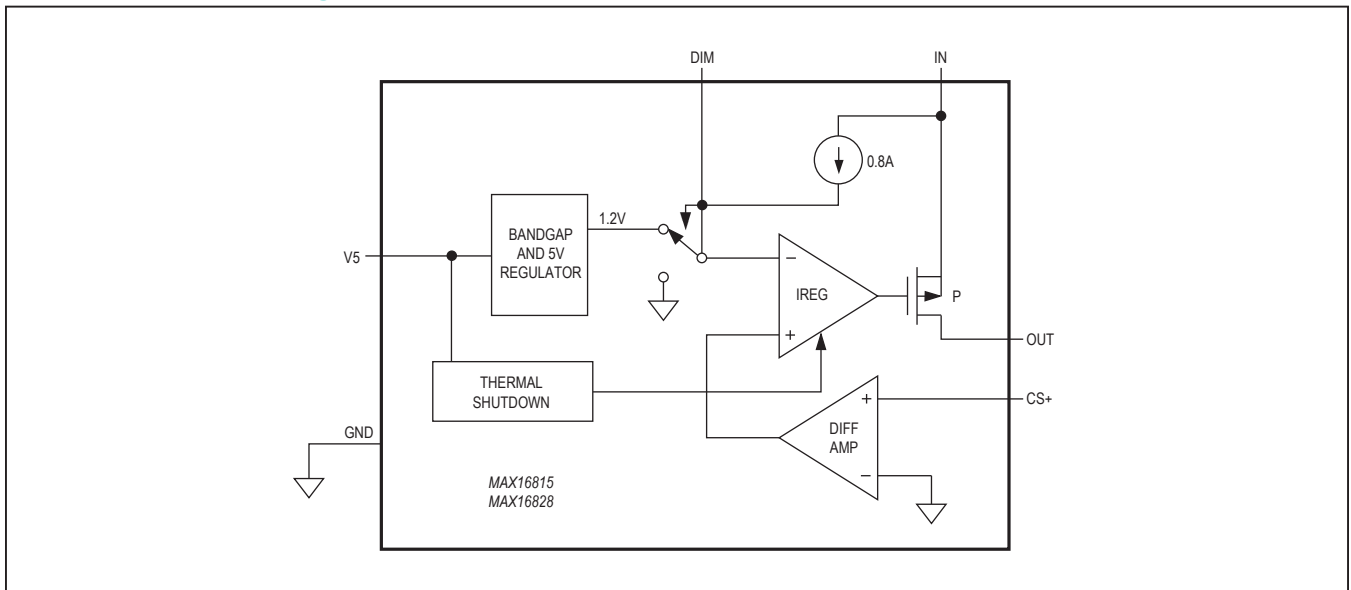 DIM
IN
0.8A
1.2V
BANDGAP
AND 5V
REGULATOR
V5
−
IREG
P
+
OUT
THERMAL
SHUTDOWN
+
CS+
DIFF
AMP
GND
−
MAX16815
MAX16828